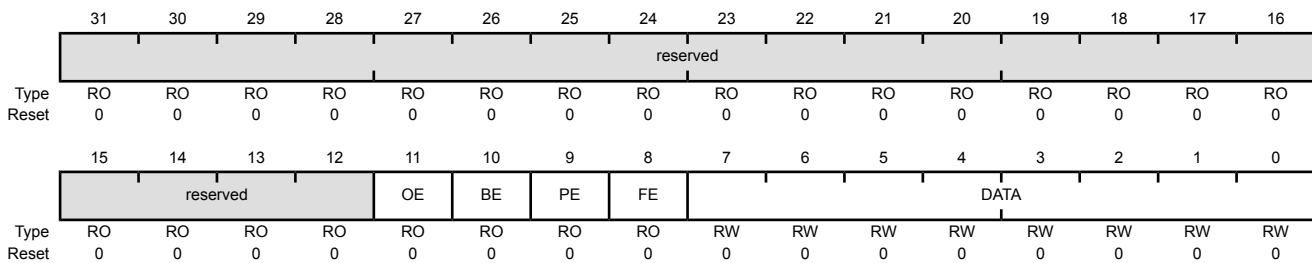 31 30 29 28 27 26 25 24 23 22 21 20 19 18 17 16
reserved
Type RO RO RO RO RO RO RO RO RO RO RO RO RO RO RO RO
Reset 0 0 0 0 0 0 0 0 0 0 0 0 0 0 0 0
15 14 13 12 11 10 9 8 7 6 5 4 3 2 1 0
reserved OE BE PE FE DATA
Type RO RO RO RO RO RO RO RO RW RW RW RW RW RW RW RW
Reset 0 0 0 0 0 0 0 0 0 0 0 0 0 0 0 0